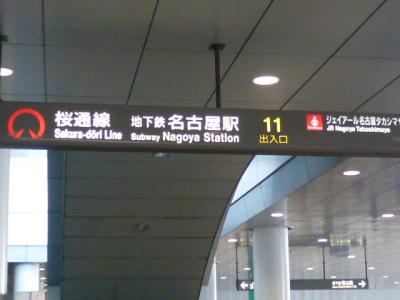 桜通線 地下鉄 名古屋駅 11 ジェイアール名古屋タカシマヤ
Sakura-dōri Line Subway Nagoya Station 出入口 JR Nagoya Takashimaya